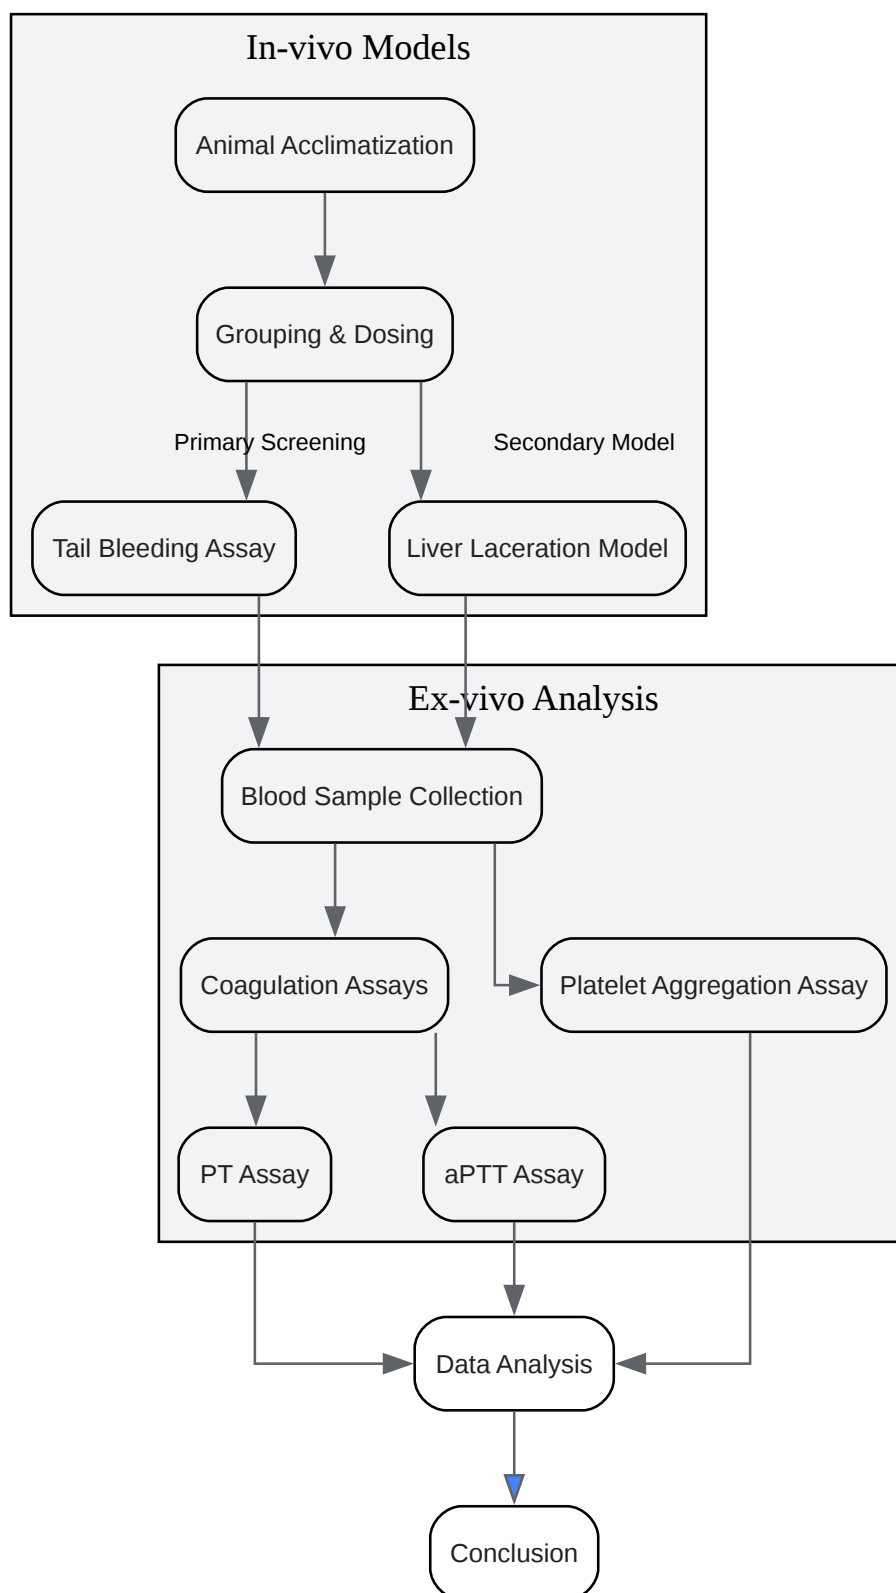 In-vivo Models
Animal Acclimatization
Grouping & Dosing
Primary Screening
Secondary Model
Tail Bleeding Assay
Liver Laceration Model
Ex-vivo Analysis
Blood Sample Collection
Coagulation Assays
Platelet Aggregation Assay
PT Assay
aPTT Assay
Data Analysis
Conclusion